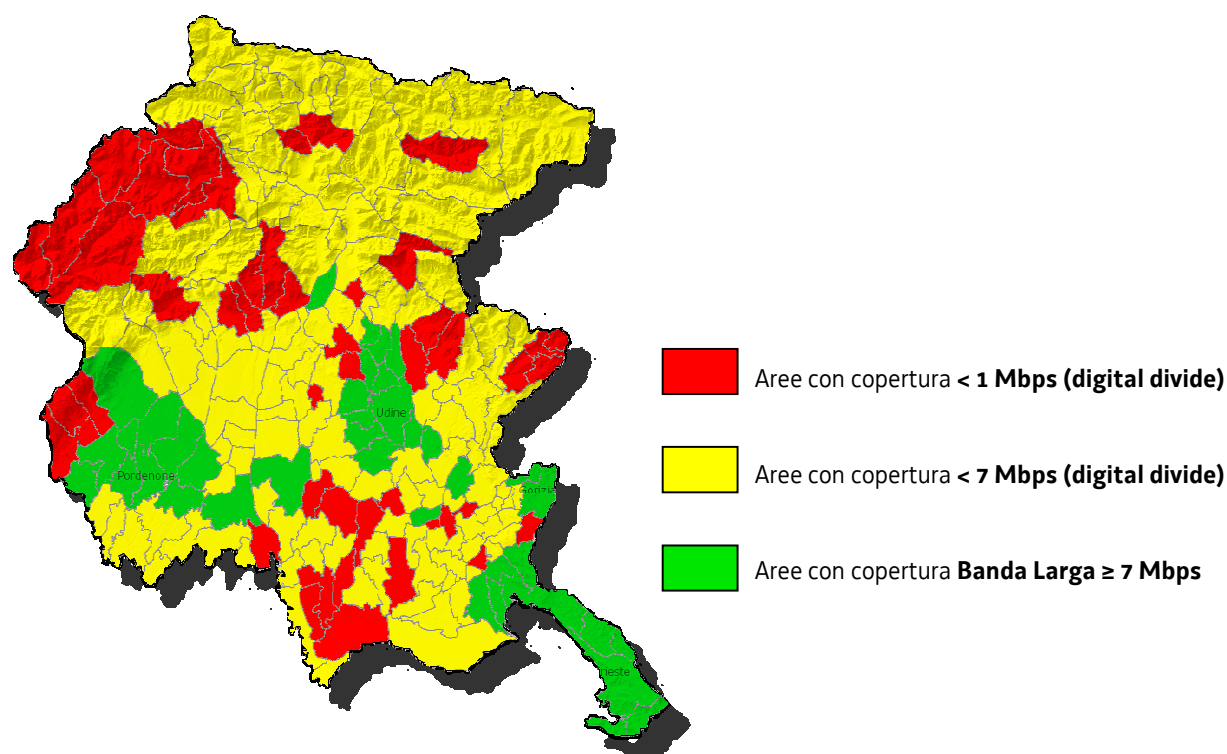 Udine
Pordenone
Aree con copertura < 1 Mbps (digital divide)
Aree con copertura < 7 Mbps (digital divide)
Aree con copertura Banda Larga ≥ 7 Mbps